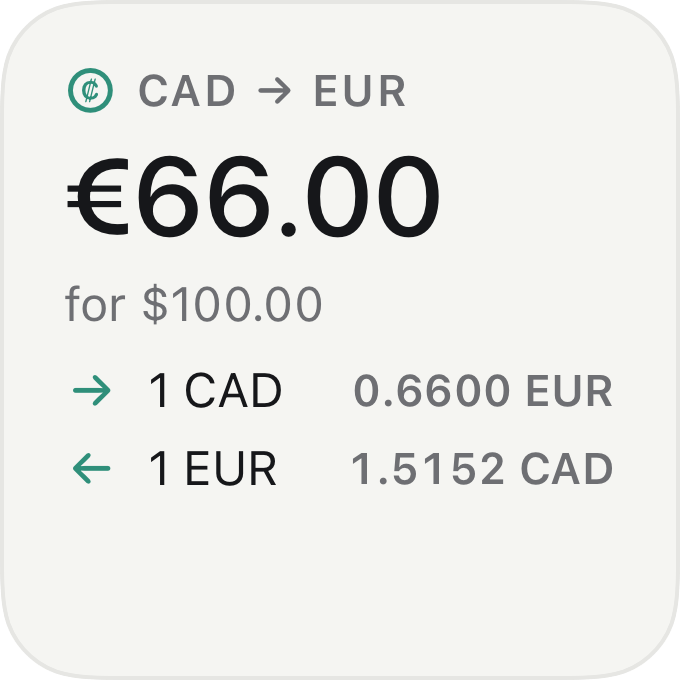 ₵ CAD → EUR
€66.00
for $100.00
→ 1 CAD 0.6600 EUR
← 1 EUR 1.5152 CAD